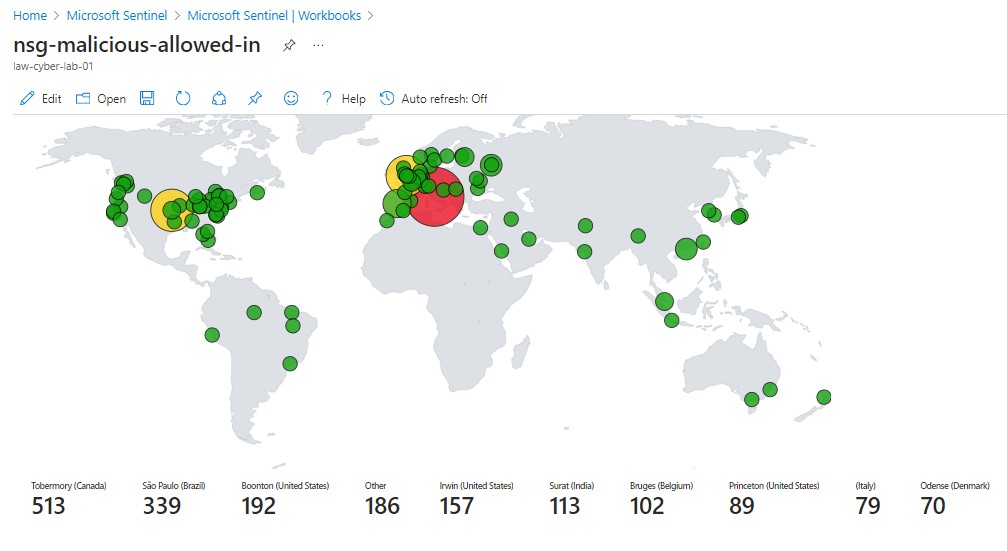 Home > Microsoft Sentinel > Microsoft Sentinel | Workbooks >
nsg-malicious-allowed-in ...
law-cyber-lab-01
Edit Open ? Help Auto refresh: Off
Tobermory (Canada) São Paulo (Brazil) Boonton (United States) Other Irwin (United States) Surat (India) Bruges (Belgium) Princeton (United States) (Italy) Odense (Denmark)
513 339 192 186 157 113 102 89 79 70